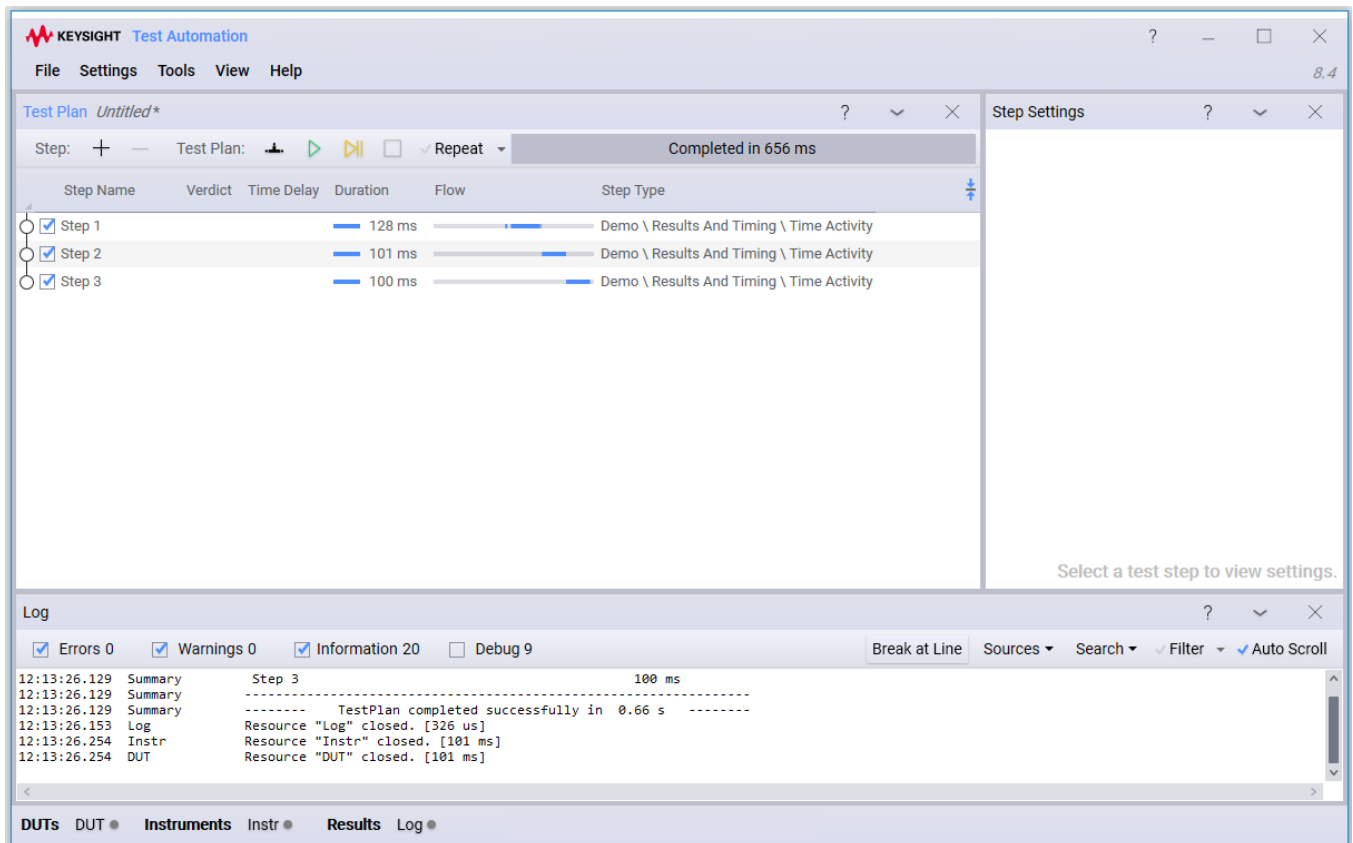 KEYSIGHT Test Automation ?
File Settings Tools View Help 8.4
Test Plan Untitled* ?
Step Settings ?
Step: Test Plan: Repeat Completed in 656 ms
Step Name Verdict Time Delay Duration Flow Step Type
Step 1 128 ms Demo \ Results And Timing \ Time Activity
Step 2 101 ms Demo \ Results And Timing \ Time Activity
Step 3 100 ms Demo \ Results And Timing \ Time Activity
Select a test step to view settings.
Log ?
Errors 0 Warnings 0 Information 20 Debug 9 Break at Line Sources Search Filter Auto Scroll
12:13:26.129 Summary Step 3 100 ms
12:13:26.129 Summary ----------------------------------------------------------------
12:13:26.129 Summary -------- TestPlan completed successfully in 0.66 s --------
12:13:26.153 Log Resource "Log" closed. [326 us]
12:13:26.254 Instr Resource "Instr" closed. [101 ms]
12:13:26.254 DUT Resource "DUT" closed. [101 ms]
DUTs DUT Instruments Instr Results Log